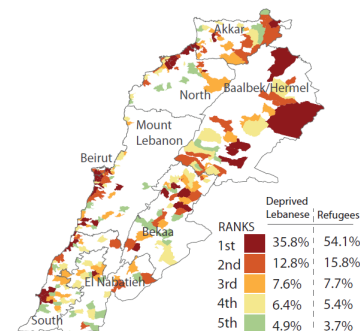 Akkar
North
Baalbek/Hermel
Mount
Lebanon
Beirut
Bekaa
El Nabatieh
South
Deprived
RANKS Lebanese Refugees
1st 35.8% 54.1%
2nd 12.8% 15.8%
3rd 7.6% 7.7%
4th 6.4% 5.4%
5th 4.9% 3.7%